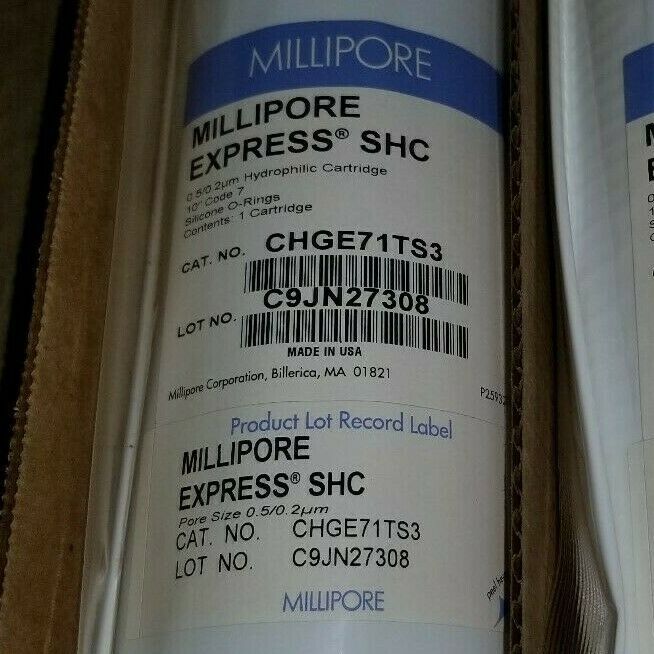 MILLIPORE
MILLIPORE
EXPRESS® SHC
0.5/0.2µm Hydrophilic Cartridge
10" Code 7
Silicone O-Rings
Contents: 1 Cartridge
CAT. NO. CHGE71TS3
LOT NO. C9JN27308
MADE IN USA
Millipore Corporation, Billerica, MA 01821
Product Lot Record Label
MILLIPORE
EXPRESS® SHC
Pore Size 0.5/0.2µm
CAT. NO. CHGE71TS3
LOT NO. C9JN27308
MILLIPORE
peel